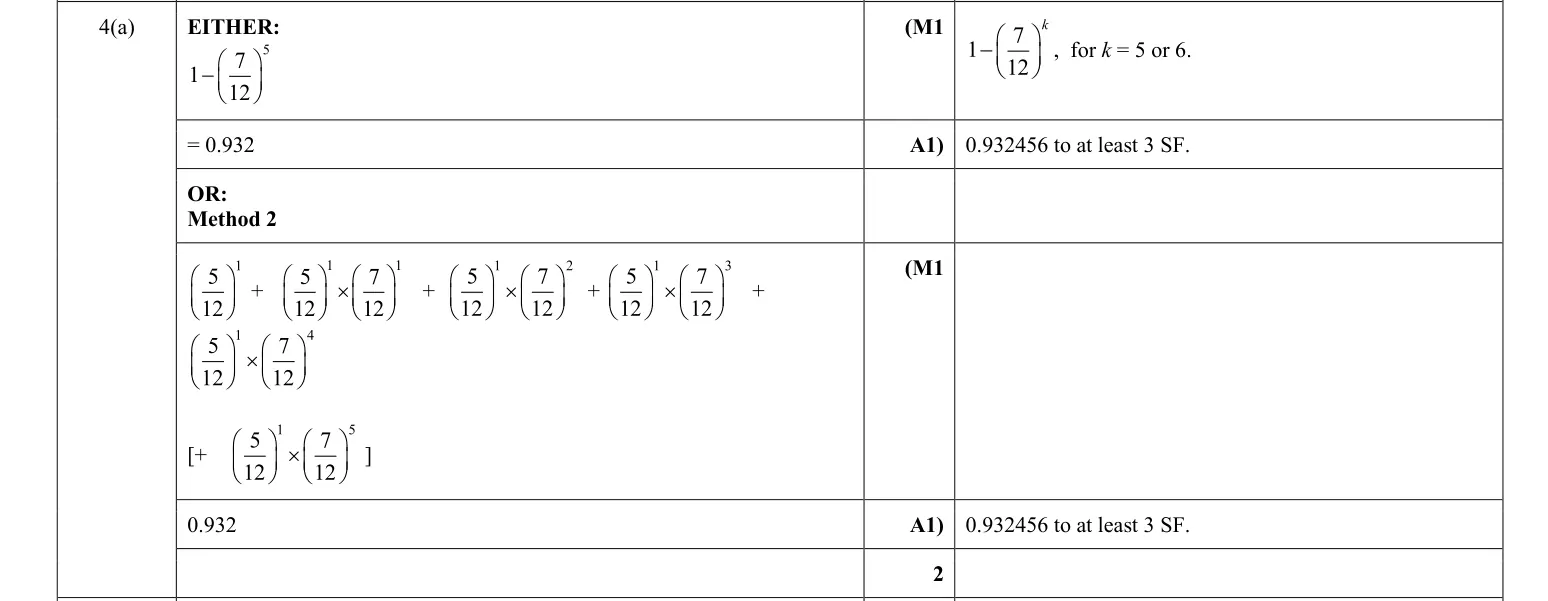 4(a) EITHER: (M1
1−(7/12)^5 1−(7/12)^k , for k = 5 or 6.
= 0.932 A1) 0.932456 to at least 3 SF.
OR:
Method 2
(5/12)^1 + (5/12)^1×(7/12)^1 + (5/12)^1×(7/12)^2 + (5/12)^1×(7/12)^3 + (M1
(5/12)^1×(7/12)^4
[+ (5/12)^1×(7/12)^5 ]
0.932 A1) 0.932456 to at least 3 SF.
2